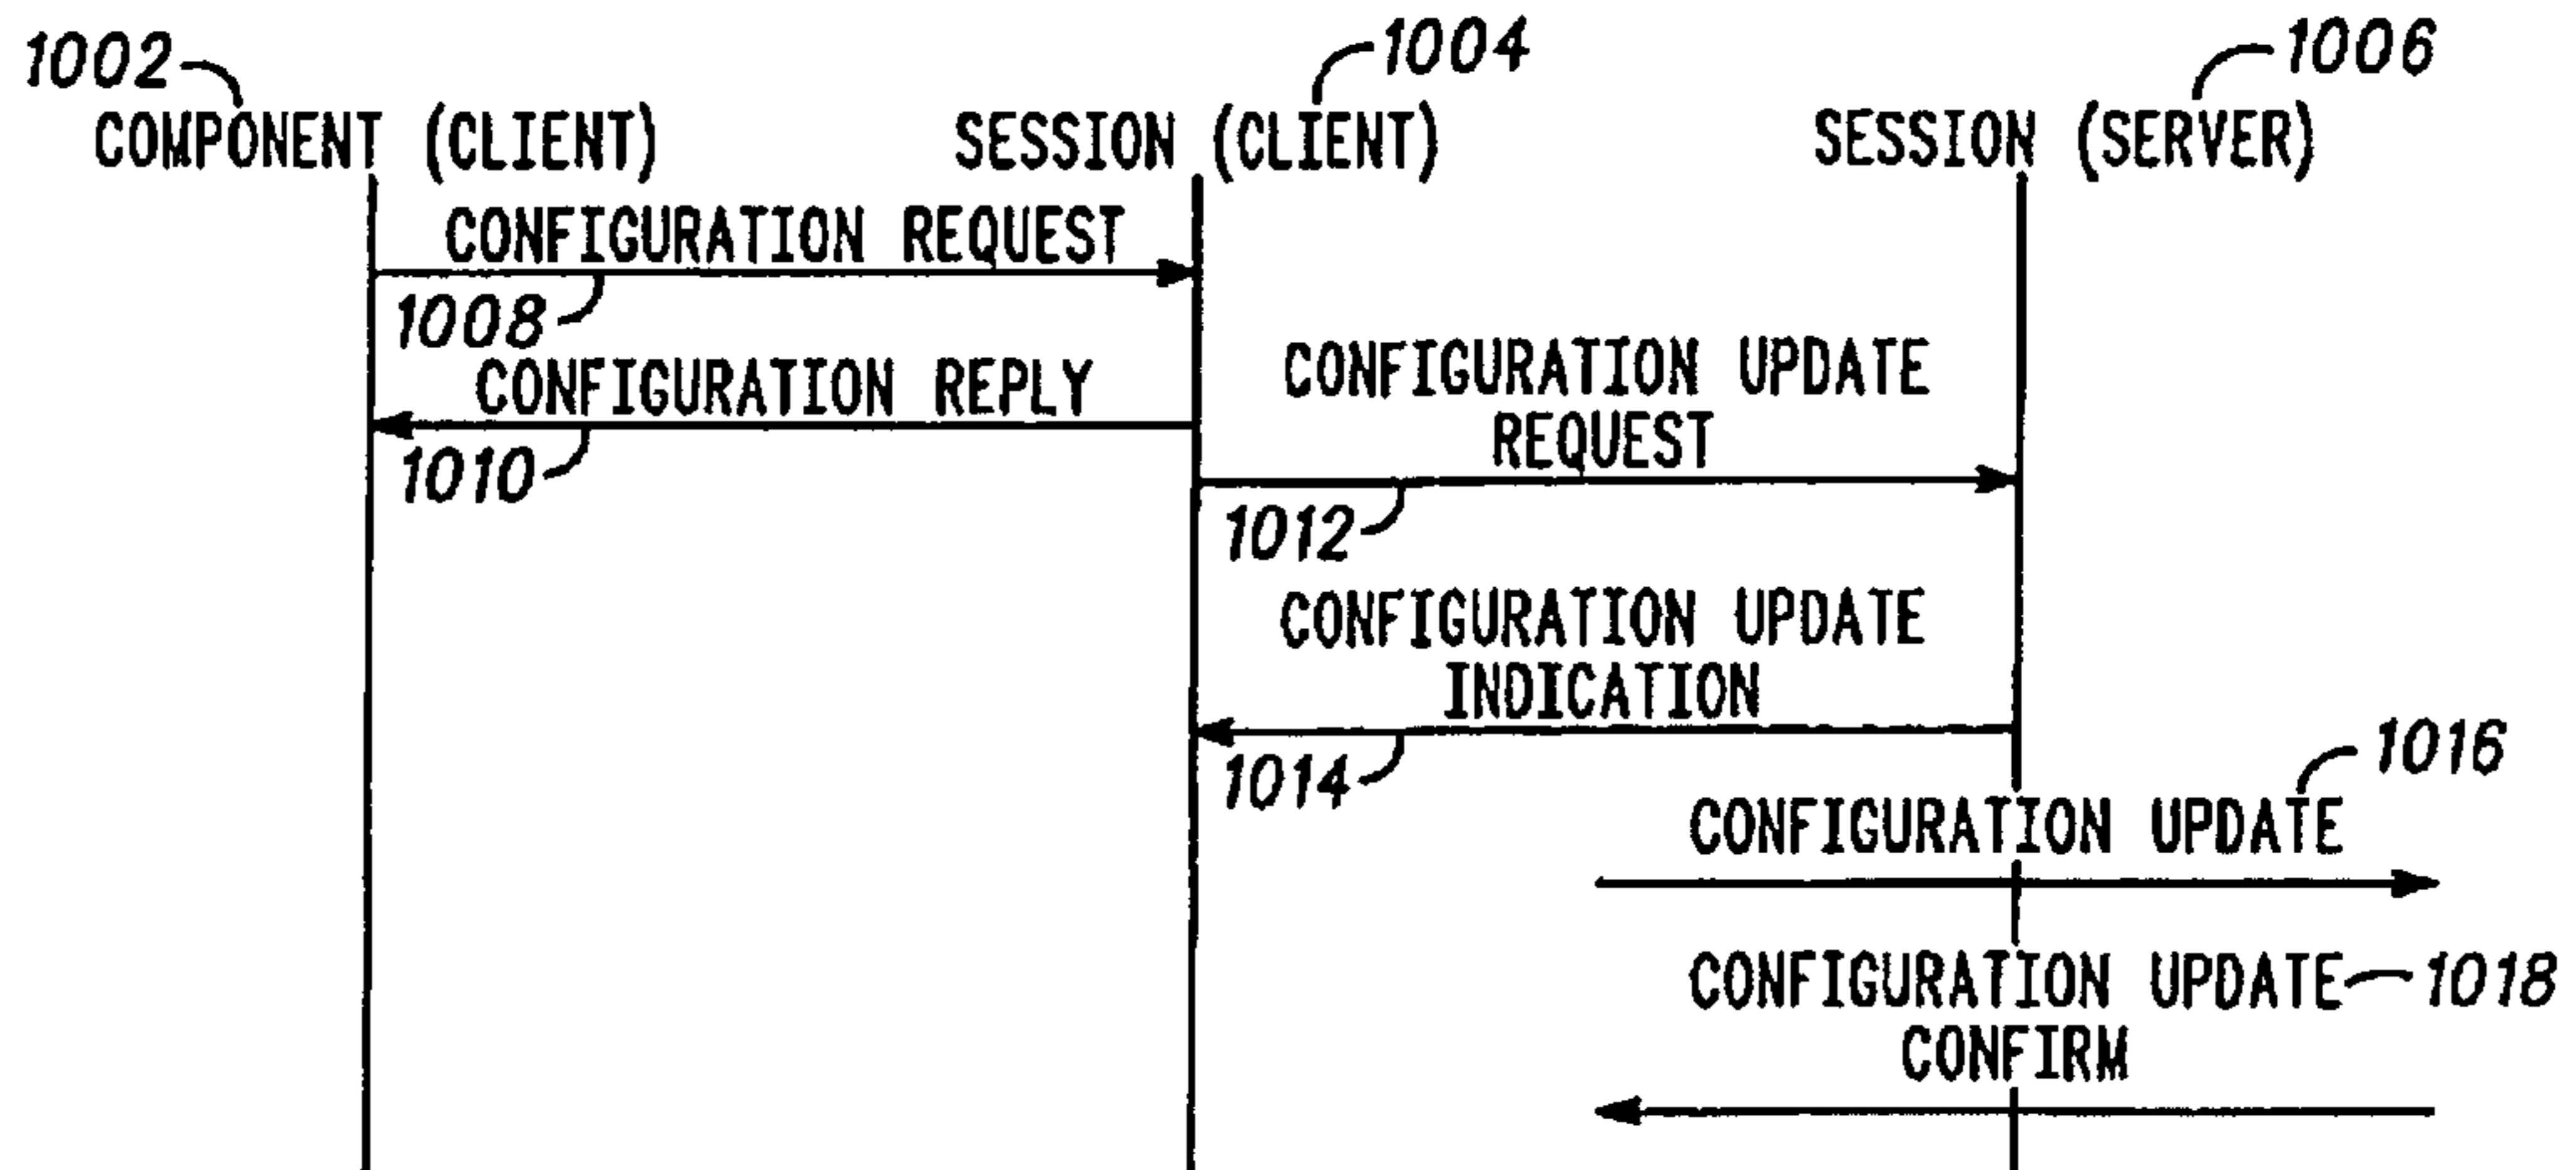 1002
1004
1006
COMPONENT (CLIENT)
SESSION (CLIENT)
SESSION (SERVER)
CONFIGURATION REQUEST
1008
CONFIGURATION REPLY
1010
CONFIGURATION UPDATE
REQUEST
1012
CONFIGURATION UPDATE
INDICATION
1014
1016
CONFIGURATION UPDATE
CONFIGURATION UPDATE 1018
CONFIRM